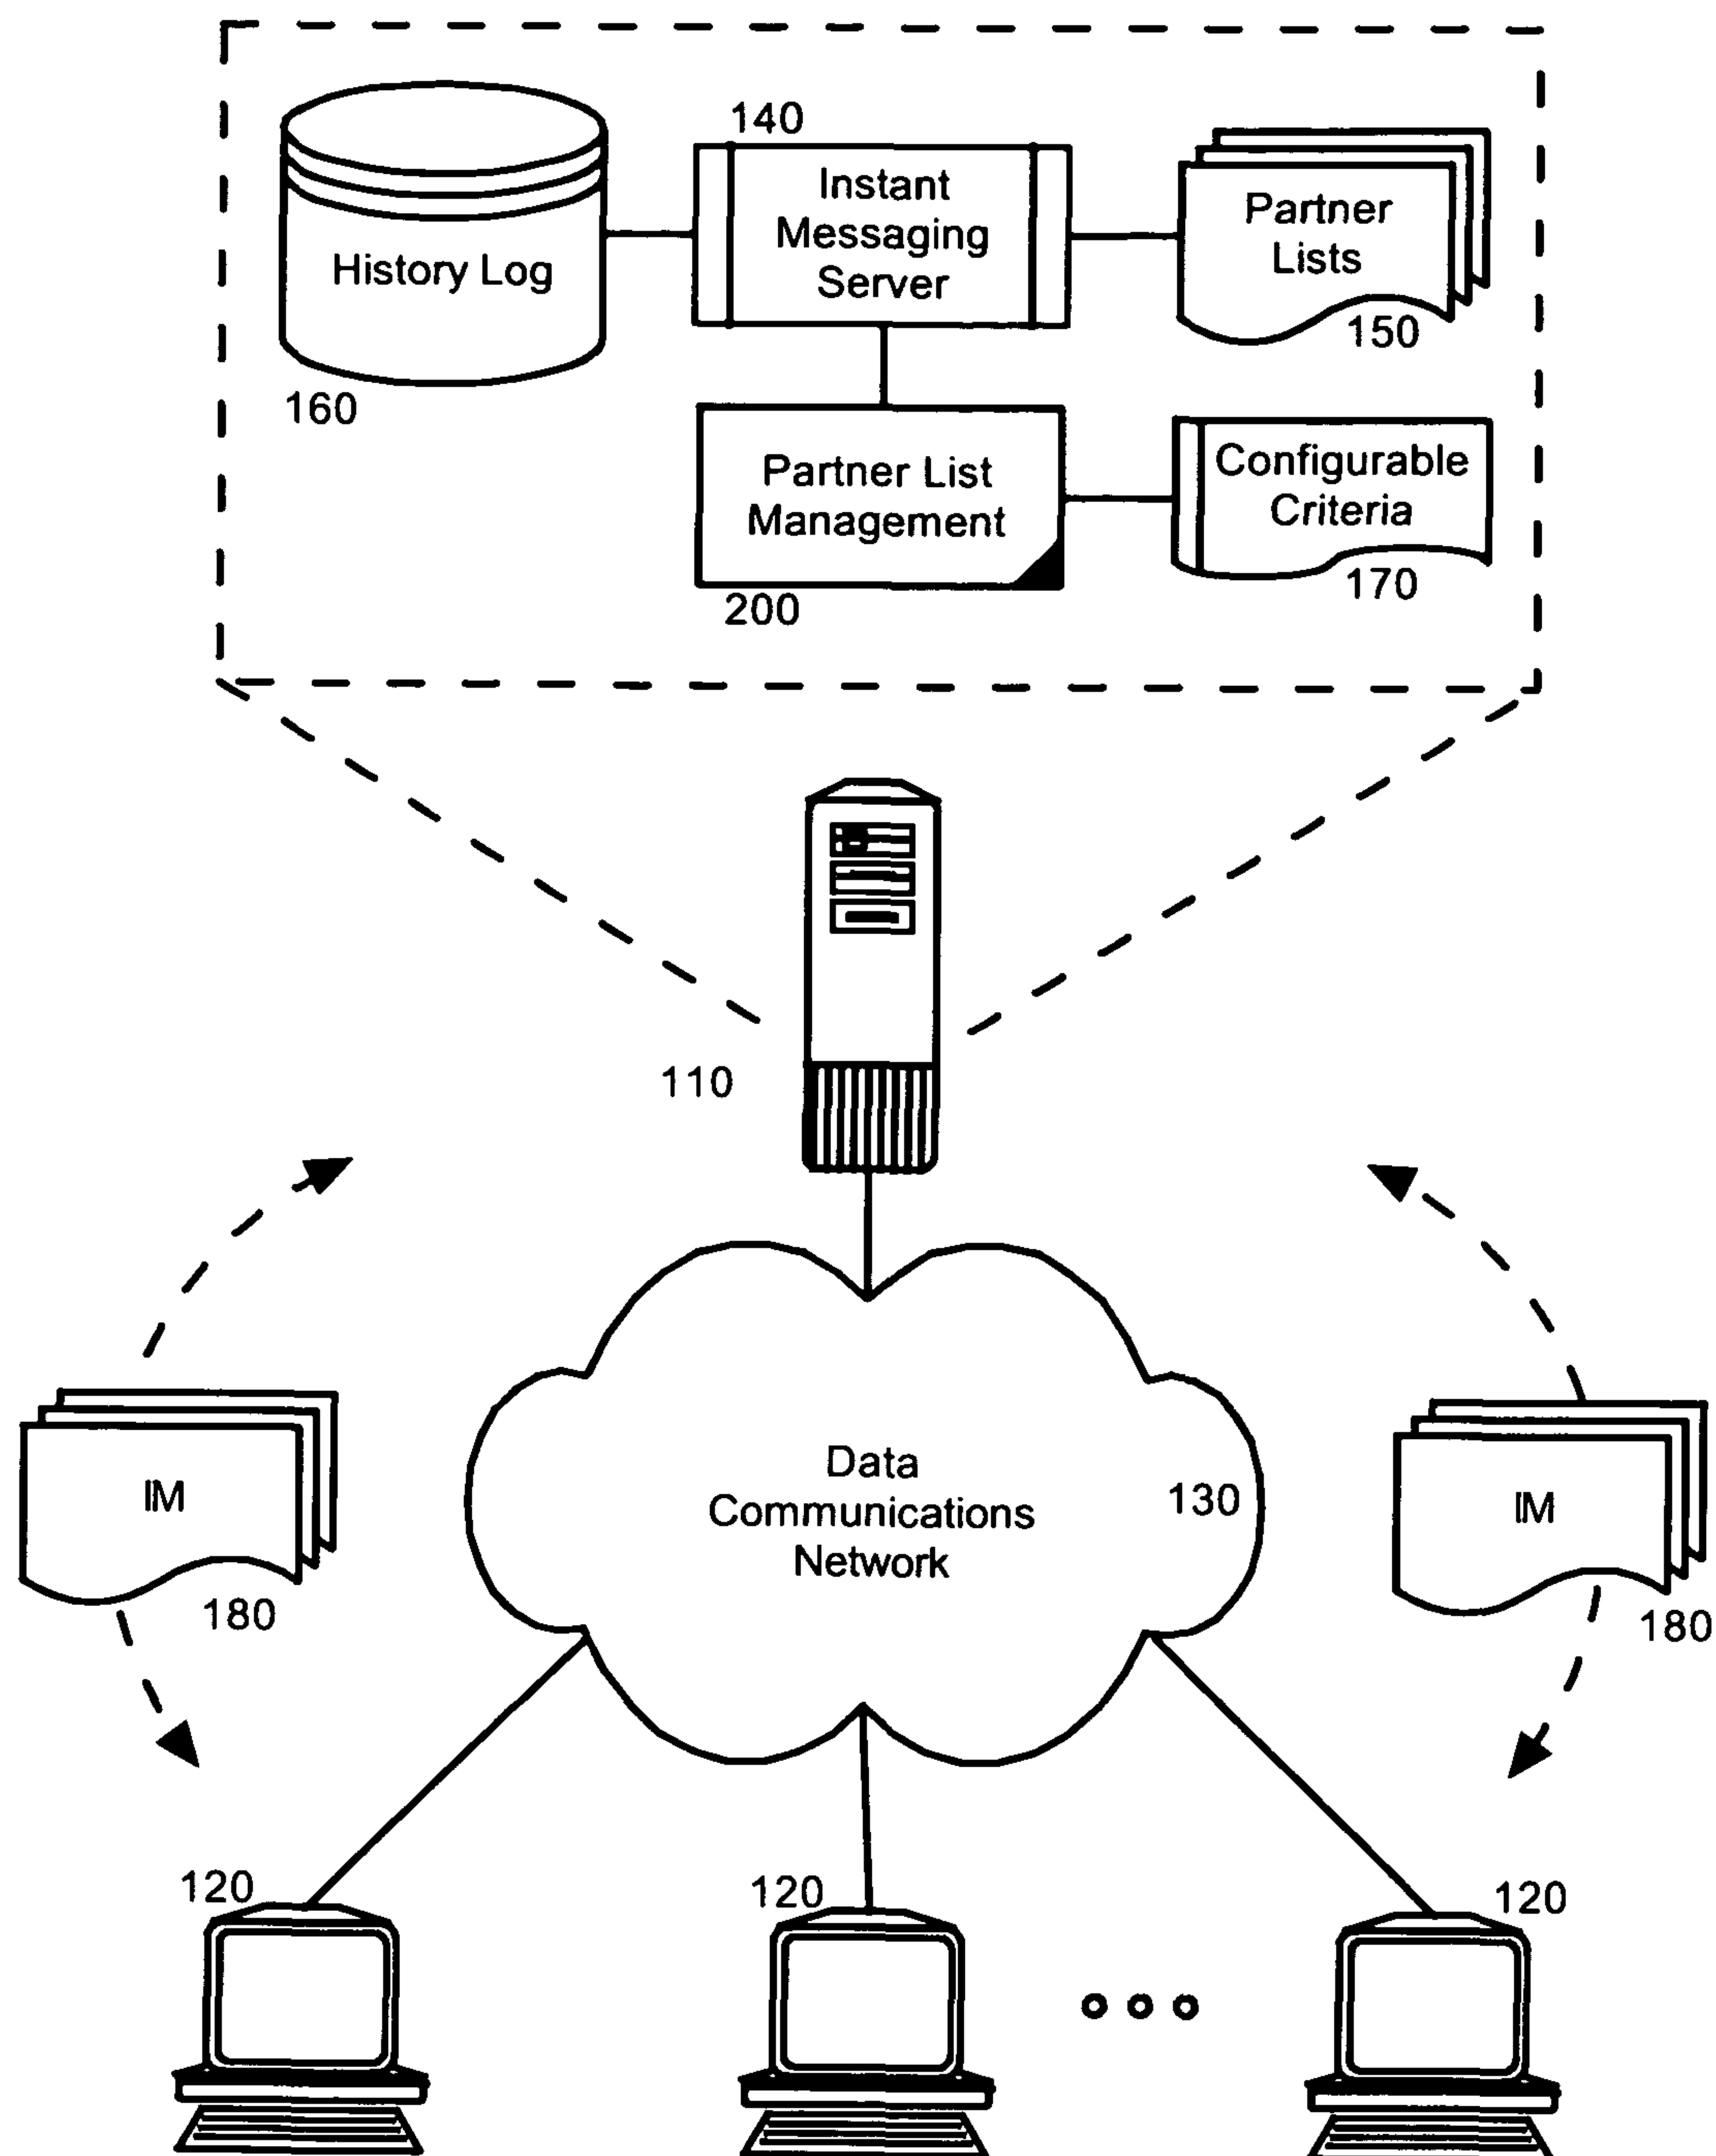 140
Instant
Messaging
Server
Partner
Lists
150
History Log
160
Partner List
Management
200
Configurable
Criteria
170
110
Data
Communications
Network
130
IM
180
IM
180
120
120
120